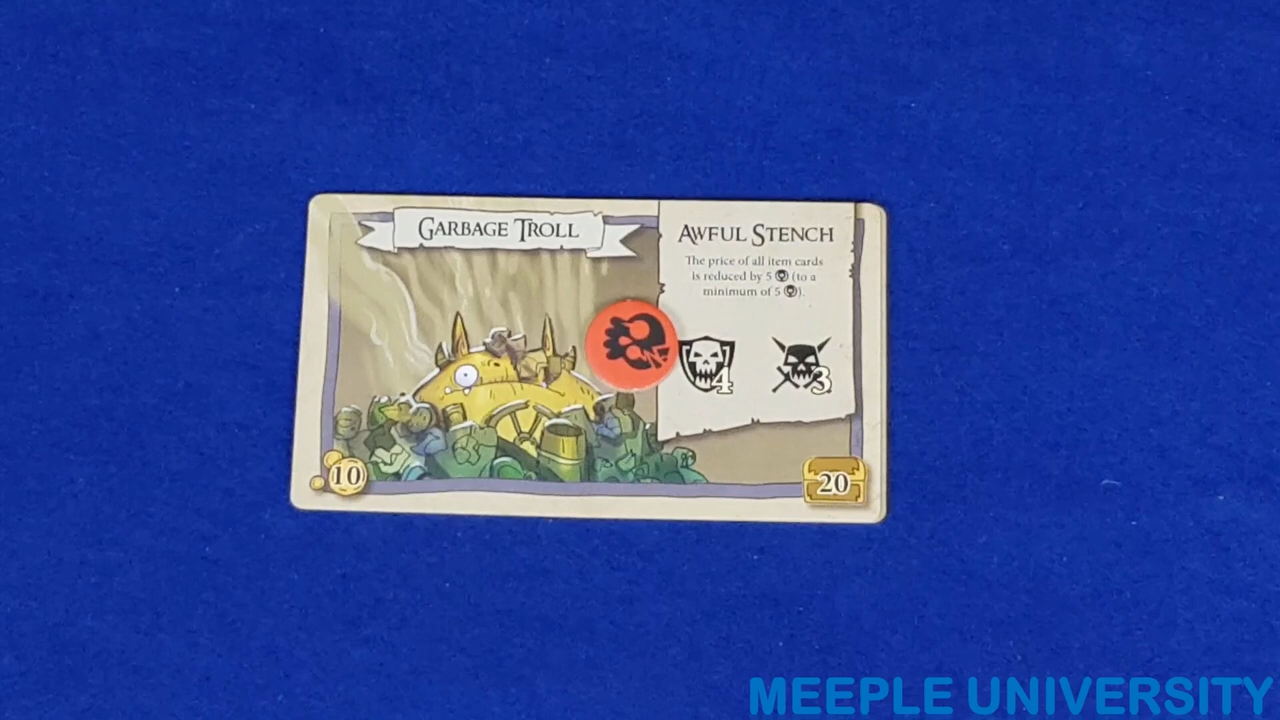 GARBAGE TROLL
AWFUL STENCH
The price of all item cards
is reduced by 5 (to a
minimum of 5 ).
4
3
10
20
MEEPLE UNIVERSITY